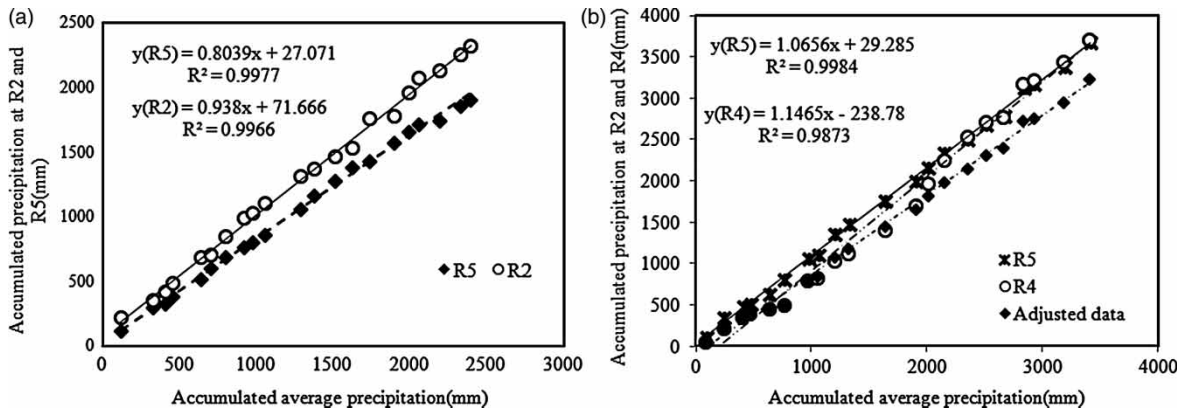 (a)
2500
2000
1500
1000
500
0
Accumulated precipitation at R2 and
R5(mm)
y(R5) = 0.8039x + 27.071
R² = 0.9977
y(R2) = 0.938x + 71.666
R² = 0.9966
R5 R2
0 500 1000 1500 2000 2500 3000
Accumulated average precipitation(mm)
(b)
4000
3500
3000
2500
2000
1500
1000
500
0
Accumulated precipitation at R2 and R4(mm)
y(R5) = 1.0656x + 29.285
R² = 0.9984
y(R4) = 1.1465x - 238.78
R² = 0.9873
R5
R4
Adjusted data
0 1000 2000 3000 4000
Accumulated average precipitation(mm)